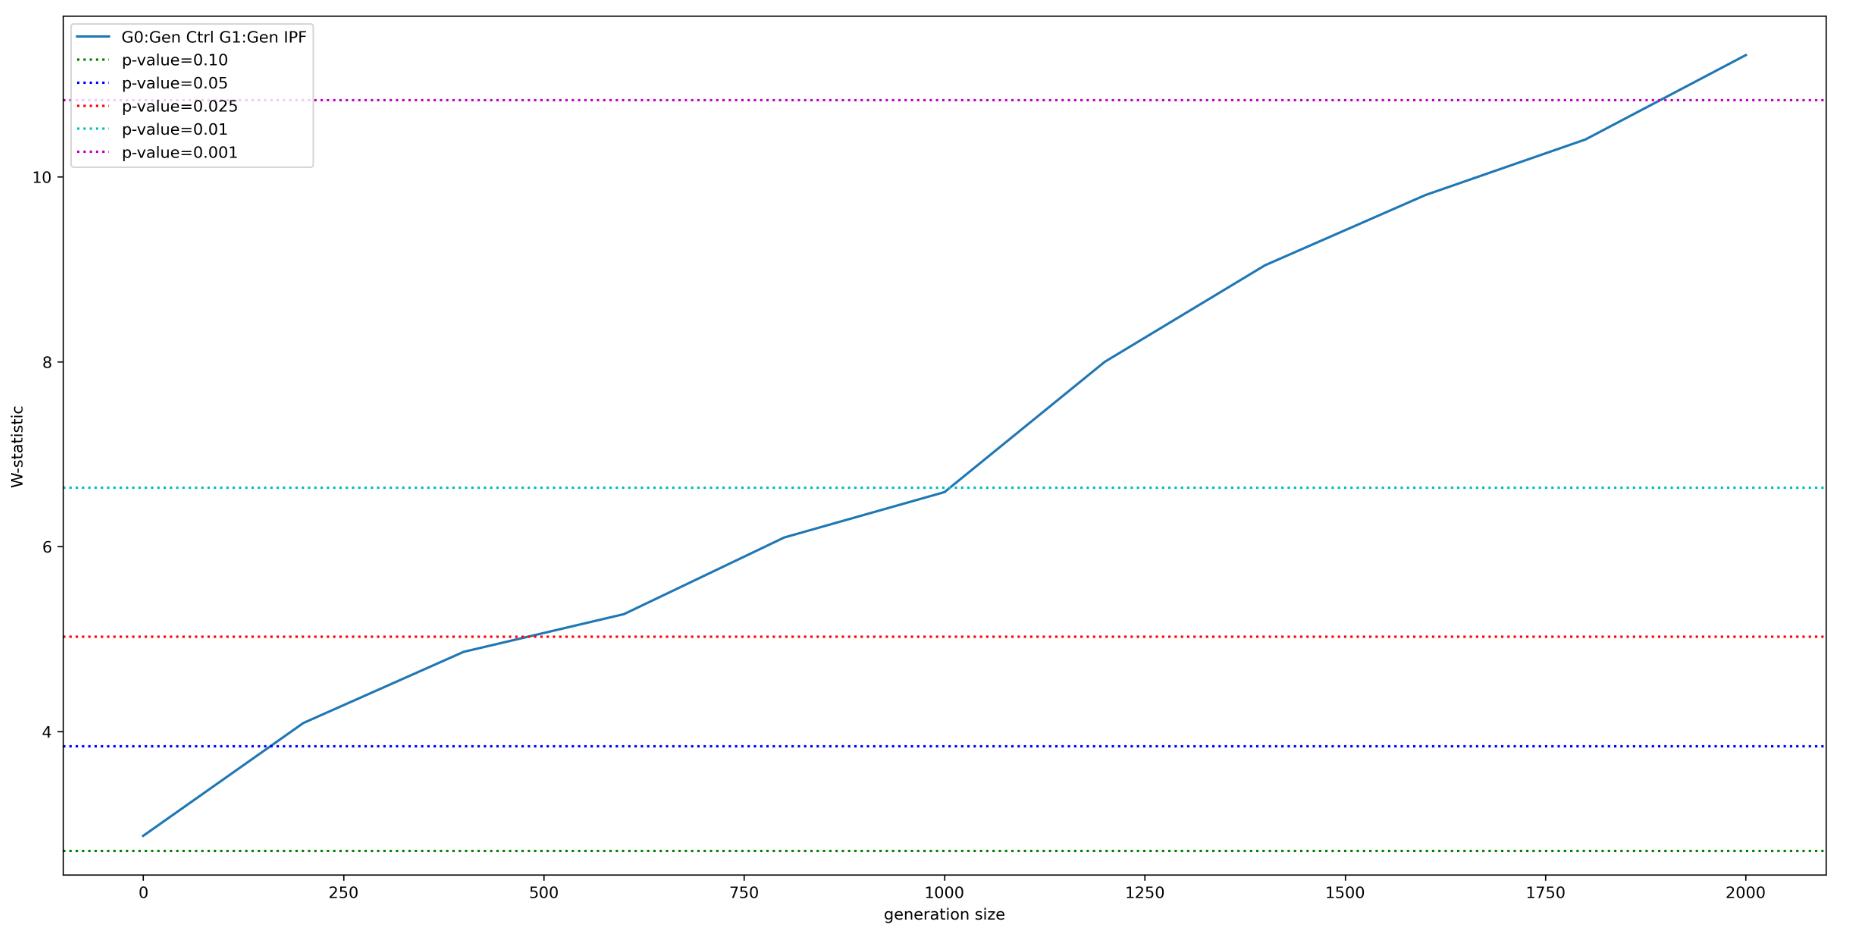 G0:Gen Ctrl G1:Gen IPF
p-value=0.10
p-value=0.05
p-value=0.025
p-value=0.01
p-value=0.001
10
8
6
4
W-statistic
0 250 500 750 1000 1250 1500 1750 2000
generation size